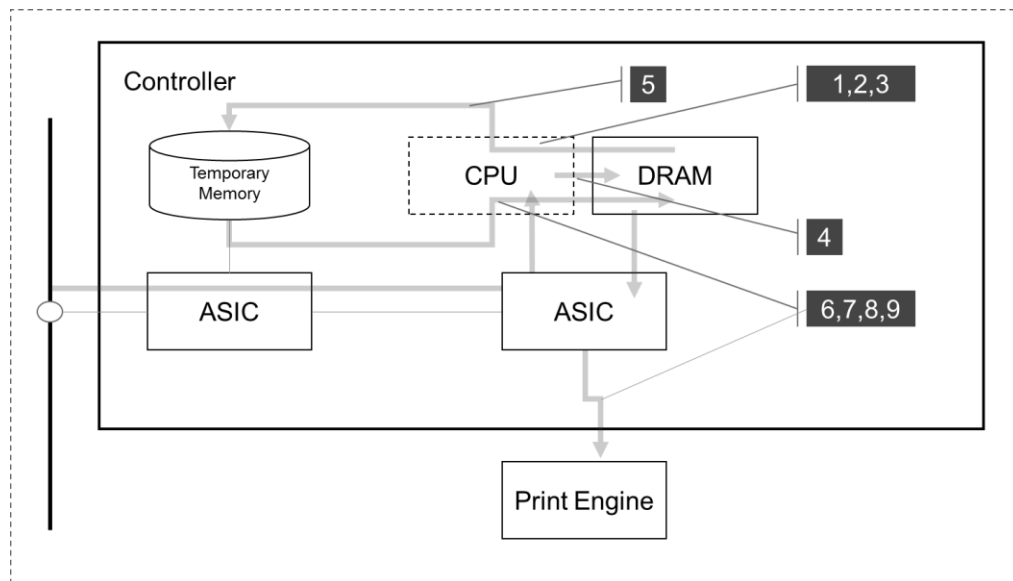 Controller
5
1,2,3
Temporary
Memory
CPU
DRAM
4
ASIC
ASIC
6,7,8,9
Print Engine